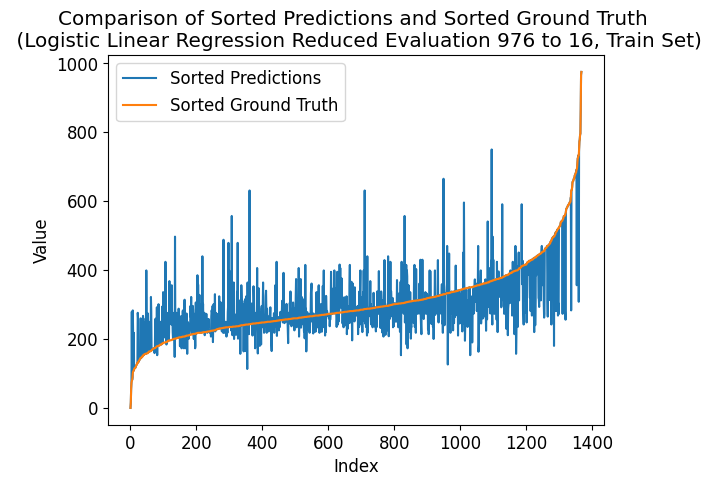 Comparison of Sorted Predictions and Sorted Ground Truth
(Logistic Linear Regression Reduced Evaluation 976 to 16, Train Set)
1000
Sorted Predictions
Sorted Ground Truth
800
600
Value
400
200
0
0 200 400 600 800 1000 1200 1400
Index